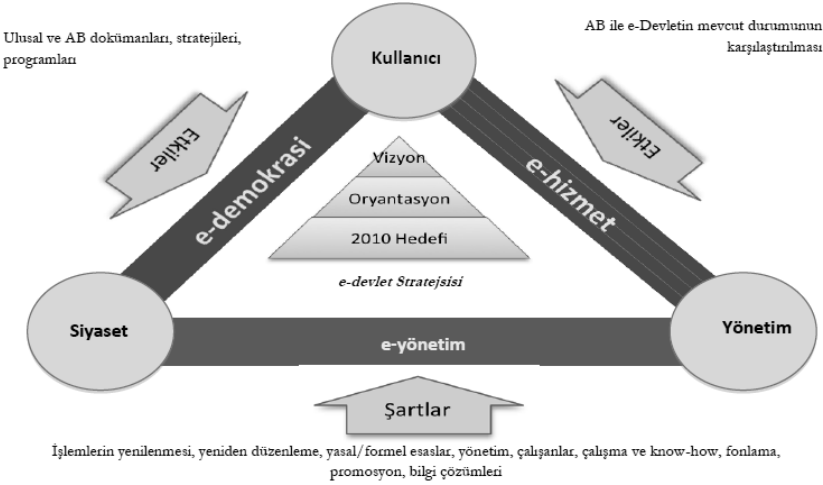 Ulusal ve AB dokümanları, stratejileri,
programları
AB ile e-Devletin mevcut durumunun
karşılaştırılması
Kullanıcı
Etkiler
Etkiler
e-demokrasi
e-hizmet
Vizyon
Oryantasyon
2010 Hedefi
e-devlet Stratejsisi
Siyaset
Yönetim
e-yönetim
Şartlar
İşlemlerin yenilenmesi, yeniden düzenleme, yasal/formel esaslar, yönetim, çalışanlar, çalışma ve know-how, fonlama,
promosyon, bilgi çözümleri